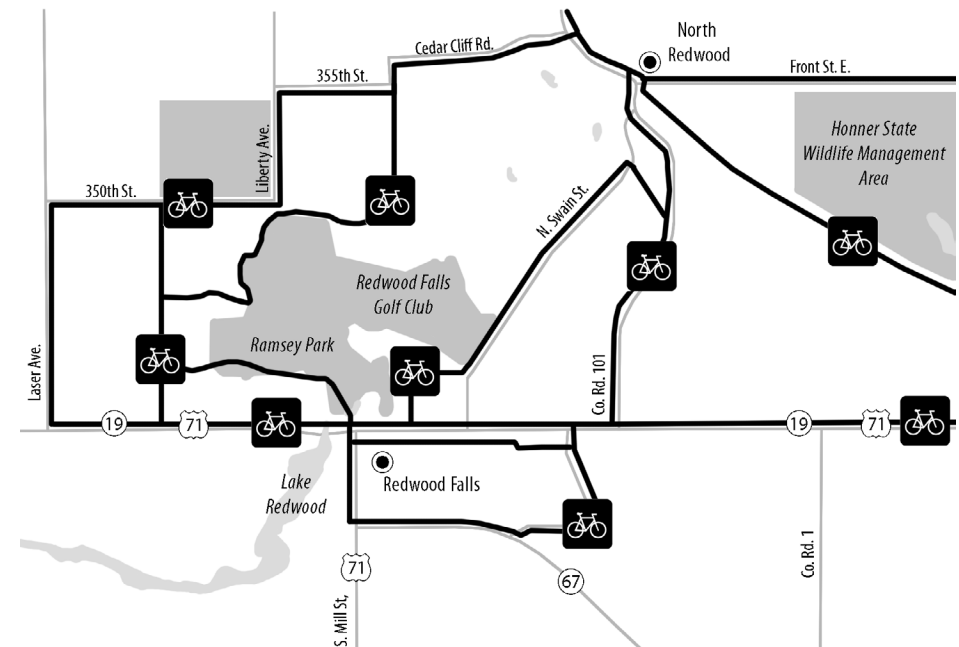 North
Redwood
Cedar Cliff Rd.
355th St.
Front St. E.
Honner State
Wildlife Management
Area
Liberty Ave.
350th St.
N. Swain St.
Redwood Falls
Golf Club
Ramsey Park
Laser Ave.
Co. Rd. 101
19
71
19
71
Lake
Redwood
Redwood Falls
71
67
Co. Rd. 1
S. Mill St,